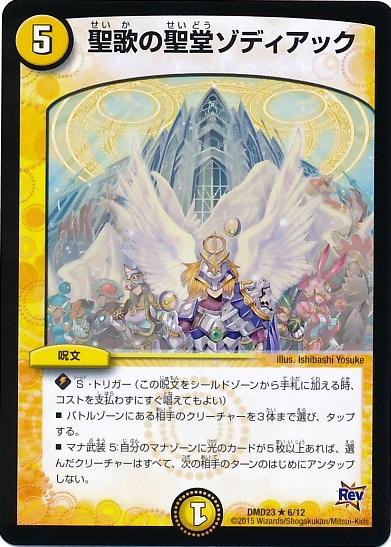 5
せいか せいどう
聖歌の聖堂ゾディアック
呪文
illus. Ishibashi Yosuke
S・トリガー (この呪文をシールドゾーンから手札に加える時、
コストを支払わずにすぐ唱えてもよい)
■ バトルゾーンにある相手のクリーチャーを3体まで選び、タップ
する。
■ マナ武装 5:自分のマナゾーンに光のカードが5枚以上あれば、選
んだクリーチャーはすべて、次の相手のターンのはじめにアンタップ
しない。
1
Rev
DMD23 ★ 6/12
©2015 Wizards/Shogakukan/Mitsui-Kids